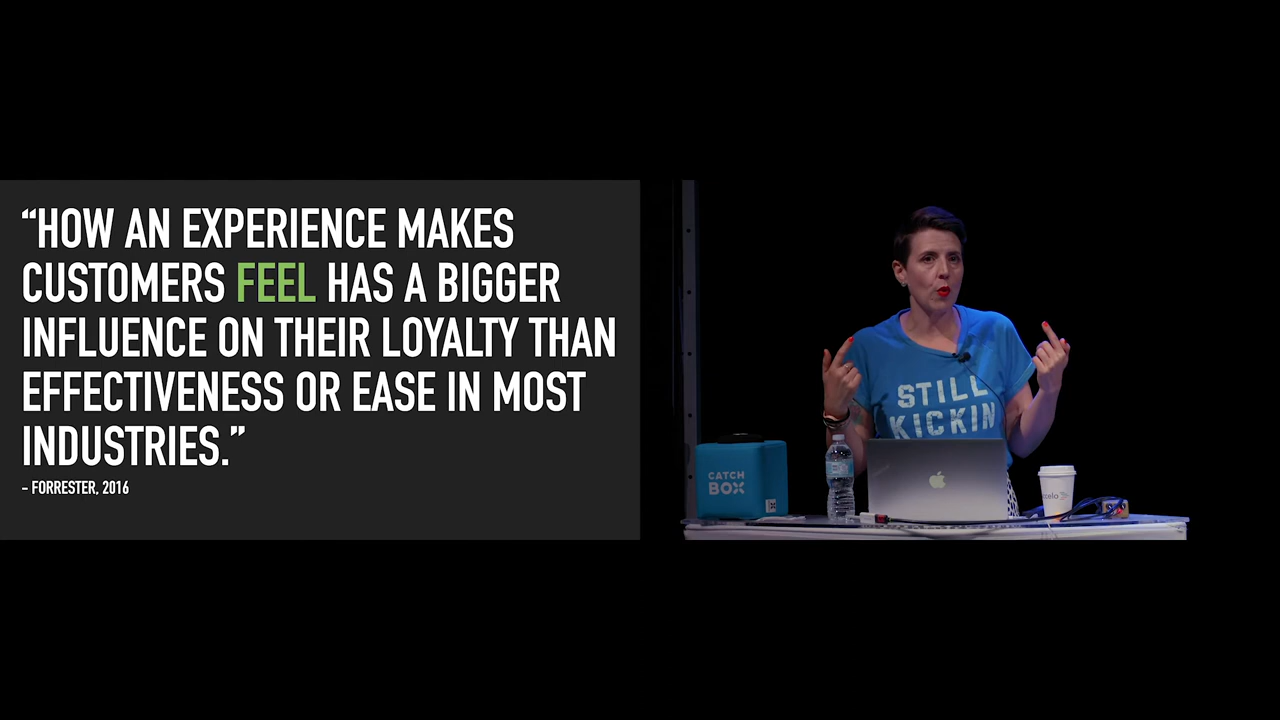 “HOW AN EXPERIENCE MAKES
CUSTOMERS FEEL HAS A BIGGER
INFLUENCE ON THEIR LOYALTY THAN
EFFECTIVENESS OR EASE IN MOST
INDUSTRIES.”
– FORRESTER, 2016
STILL
KICKIN
CATCH
BOX